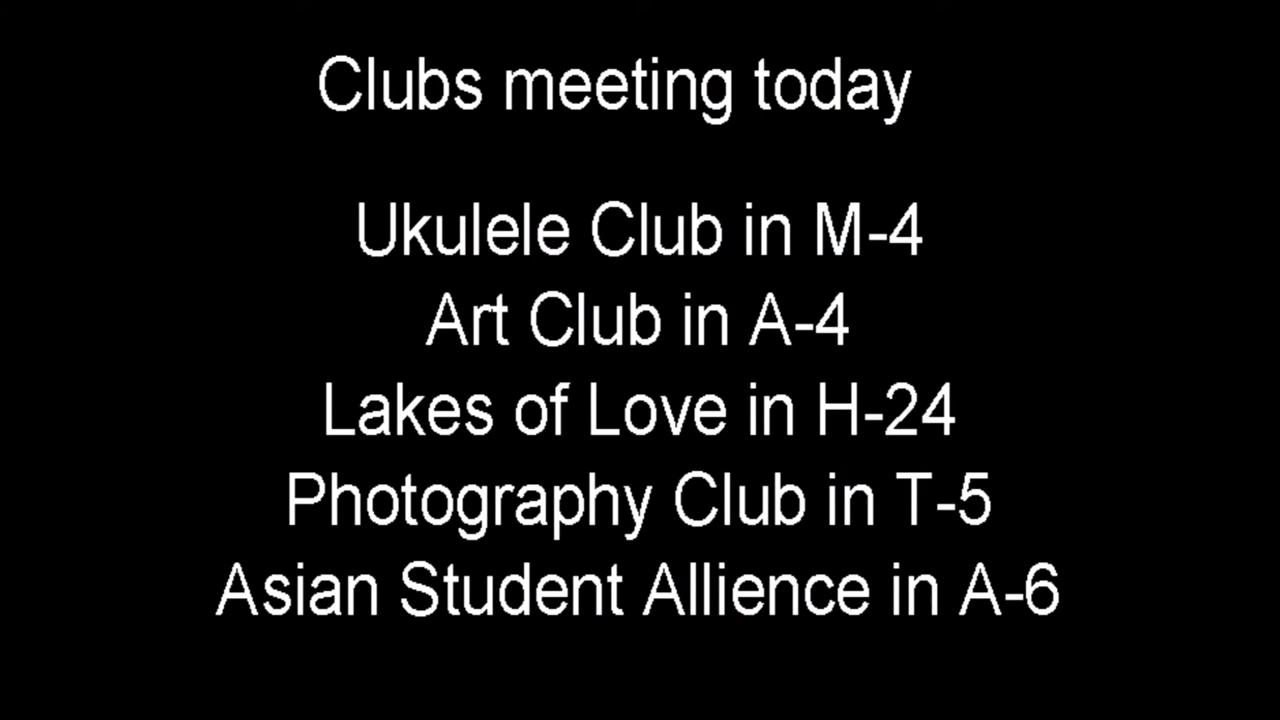 Clubs meeting today
Ukulele Club in M-4
Art Club in A-4
Lakes of Love in H-24
Photography Club in T-5
Asian Student Allience in A-6